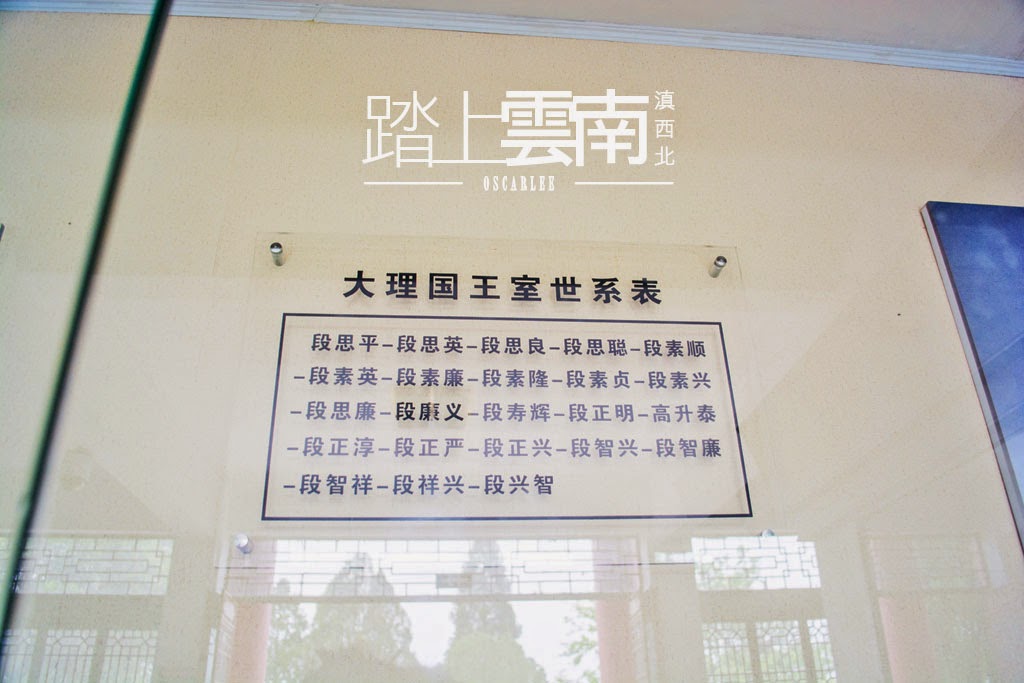 踏上雲南
滇西北
OSCARLEE
大理国王室世系表
段思平–段思英–段思良–段思聪–段素顺
–段素英–段素廉–段素隆–段素贞–段素兴
–段思廉–段廉义–段寿辉–段正明–高升泰
–段正淳–段正严–段正兴–段智兴–段智廉
–段智祥–段祥兴–段兴智